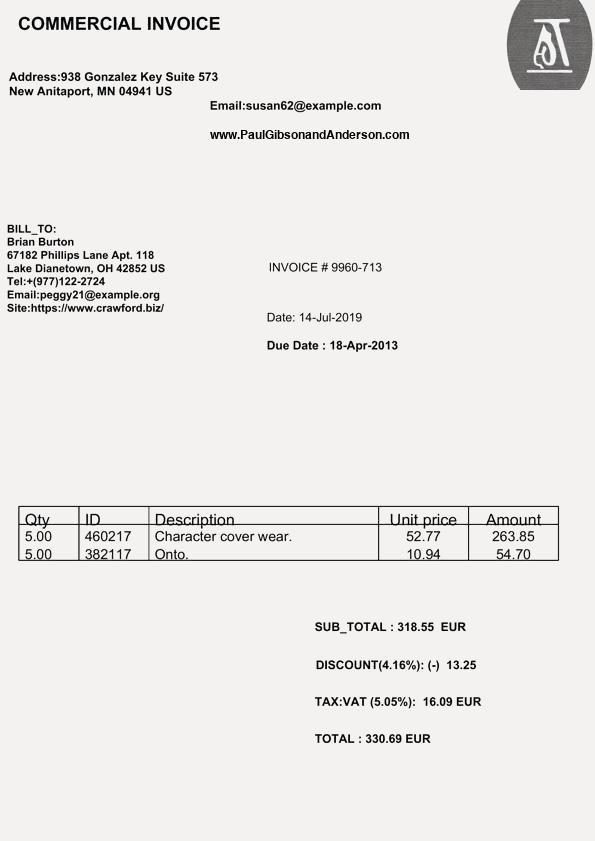 COMMERCIAL INVOICE
Address:938 Gonzalez Key Suite 573
New Anitaport, MN 04941 US
Email:susan62@example.com
www.PaulGibsonandAnderson.com
BILL_TO:
Brian Burton
67182 Phillips Lane Apt. 118
Lake Dianetown, OH 42852 US
Tel:+(977)122-2724
Email:peggy21@example.org
Site:https://www.crawford.biz/
INVOICE # 9960-713
Date: 14-Jul-2019
Due Date : 18-Apr-2013
Qty ID Description Unit price Amount
5.00 460217 Character cover wear. 52.77 263.85
5.00 382117 Onto. 10.94 54.70
SUB_TOTAL : 318.55 EUR
DISCOUNT(4.16%): (-) 13.25
TAX:VAT (5.05%): 16.09 EUR
TOTAL : 330.69 EUR